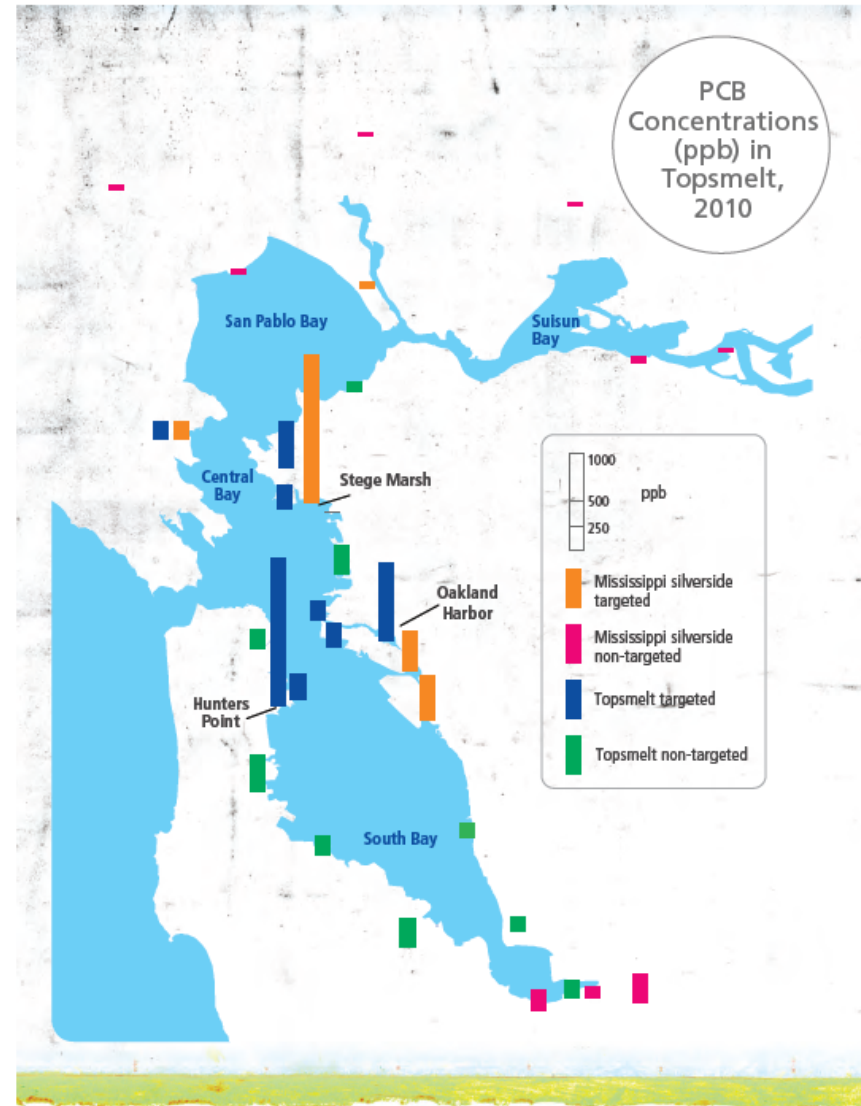 PCB
Concentrations
(ppb) in
Topsmelt,
2010
San Pablo Bay
Suisun
Bay
Central
Bay
Stege Marsh
Oakland
Harbor
Hunters
Point
South Bay
1000
500
250
ppb
Mississippi silverside
targeted
Mississippi silverside
non-targeted
Topsmelt targeted
Topsmelt non-targeted